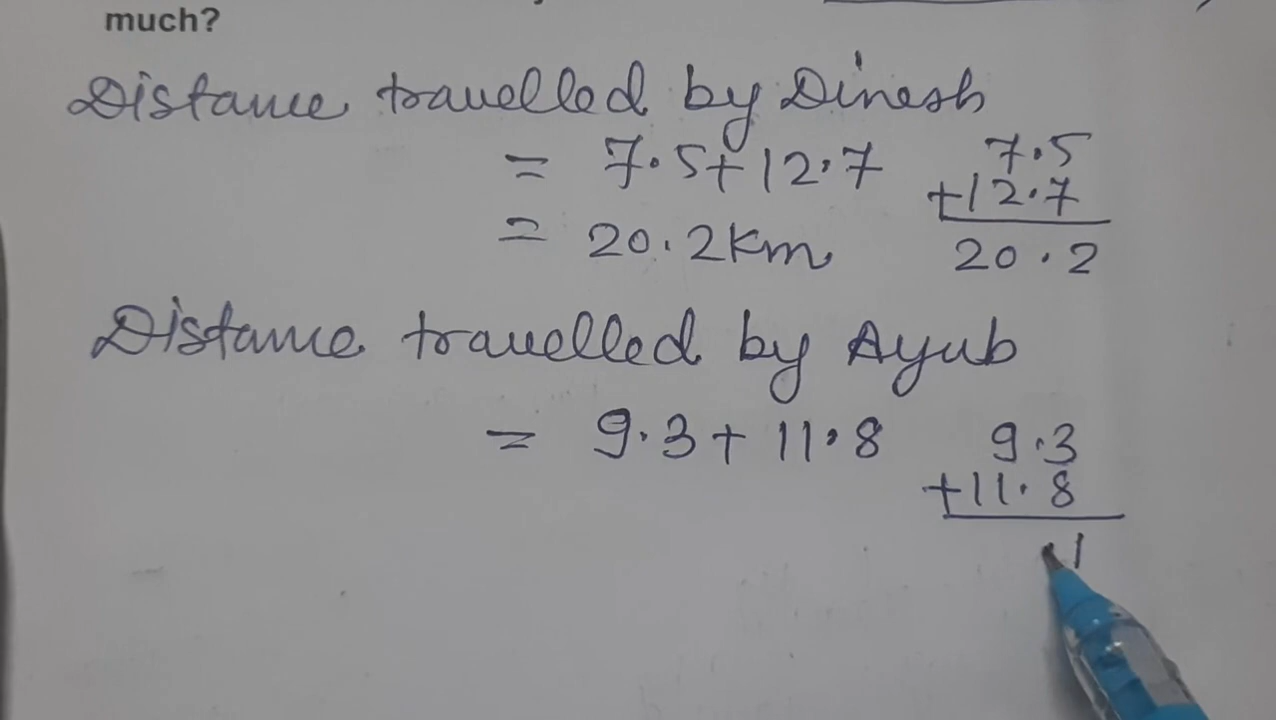 much?
Distance travelled by Dinesh
= 7.5+12.7
7.5
+12.7
= 20.2km
20.2
Distance travelled by Ayub
= 9.3+11.8
9.3
+11.8
.1